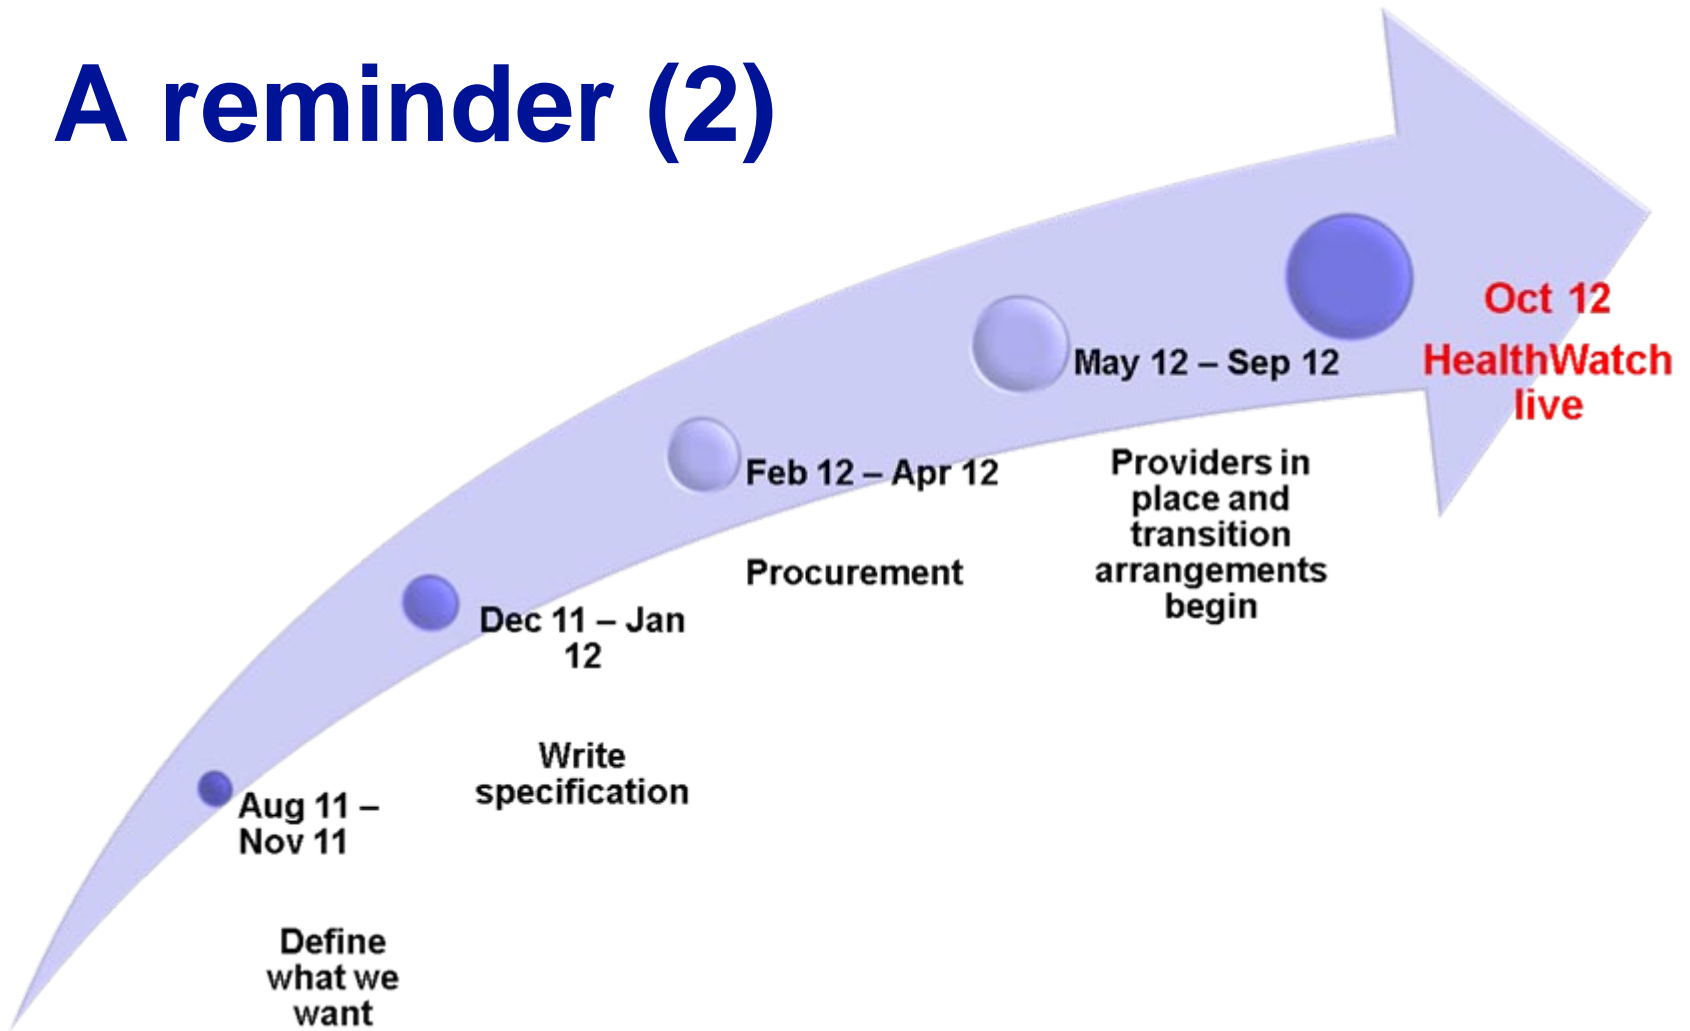 A reminder (2)
Aug 11 –
Nov 11
Define
what we
want
Dec 11 – Jan
12
Write
specification
Feb 12 – Apr 12
Procurement
May 12 – Sep 12
Providers in
place and
transition
arrangements
begin
Oct 12
HealthWatch
live